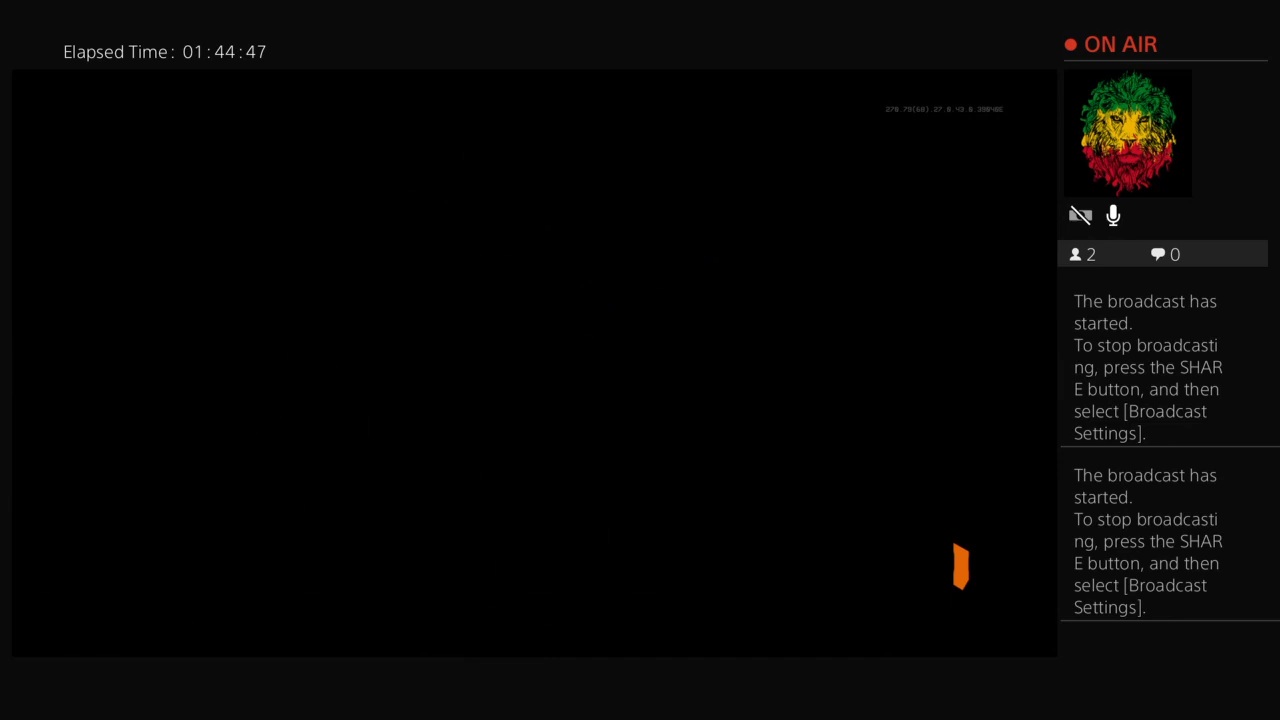 Elapsed Time: 01:44:47
ON AIR
2 0
The broadcast has
started.
To stop broadcasti
ng, press the SHAR
E button, and then
select [Broadcast
Settings].
The broadcast has
started.
To stop broadcasti
ng, press the SHAR
E button, and then
select [Broadcast
Settings].